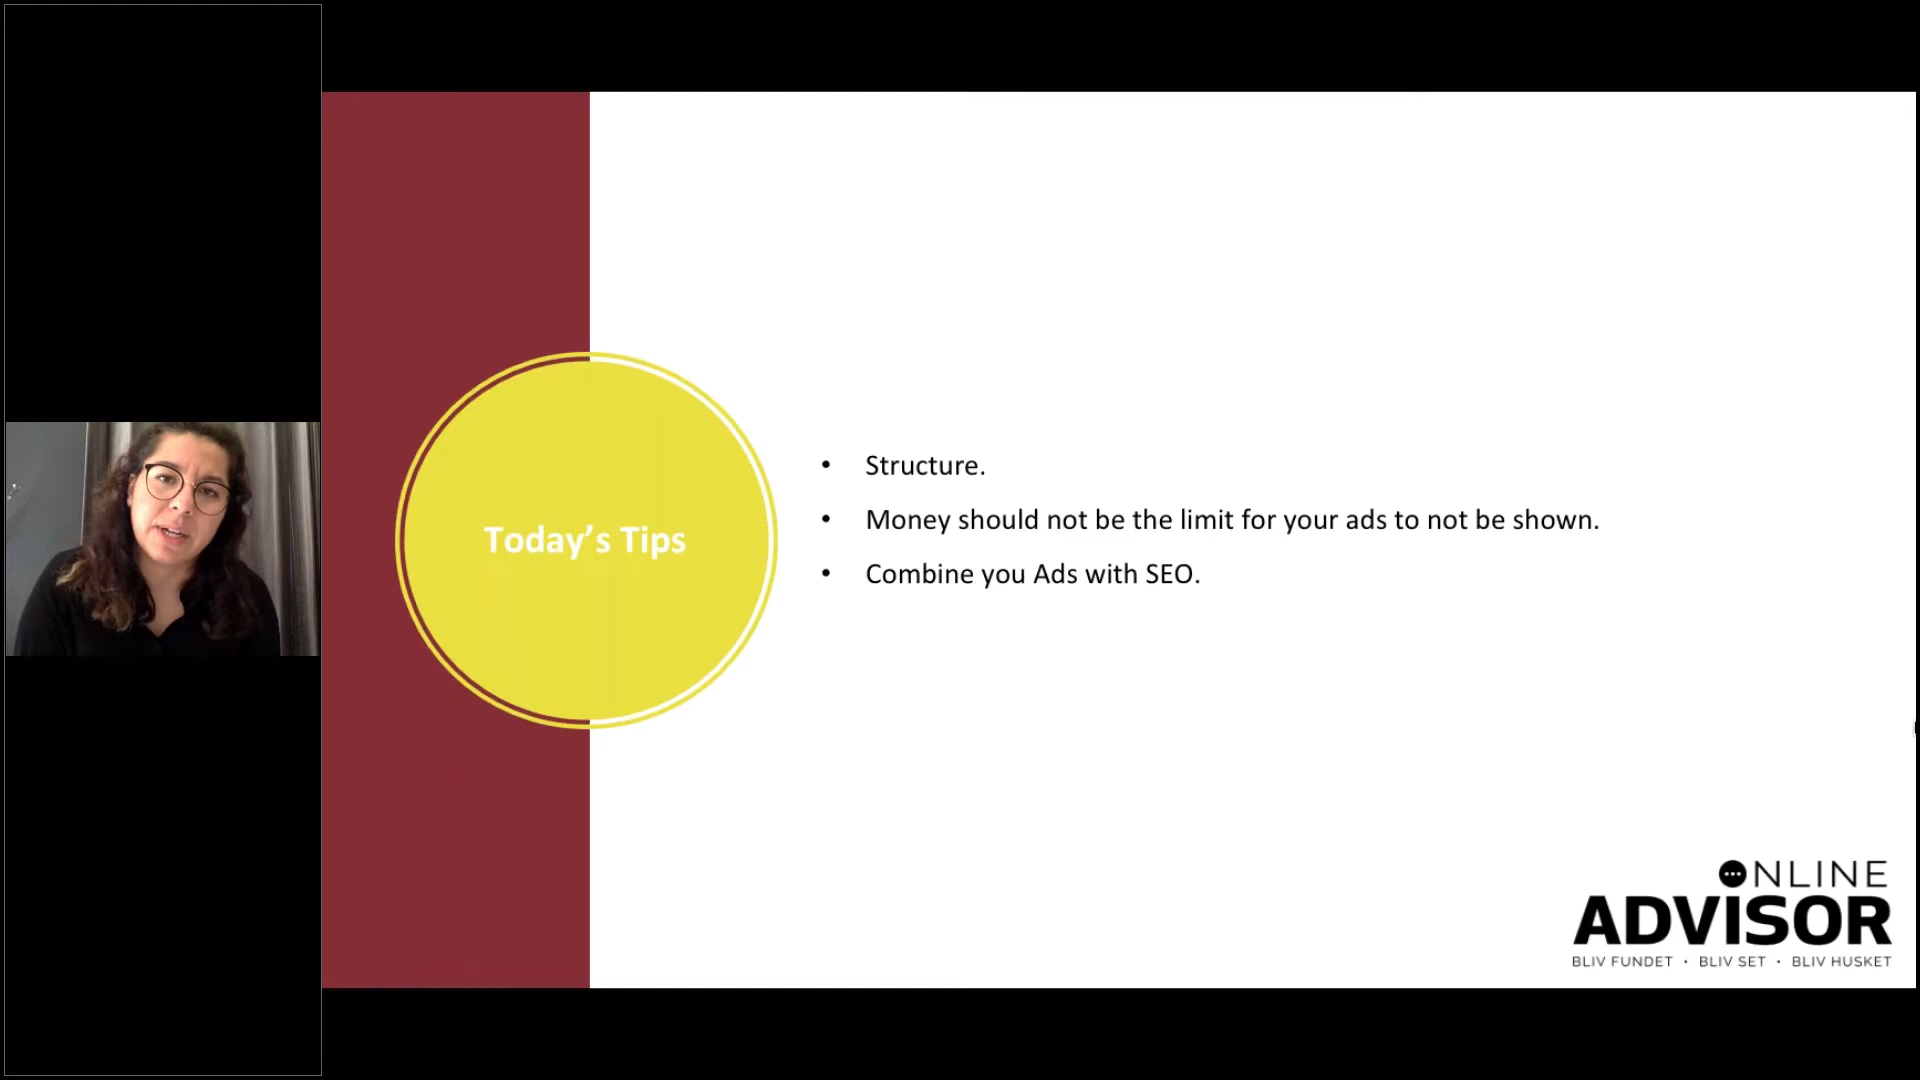 Today’s Tips
• Structure.
• Money should not be the limit for your ads to not be shown.
• Combine you Ads with SEO.
ONLINE
ADVISOR
BLIV FUNDET · BLIV SET · BLIV HUSKET